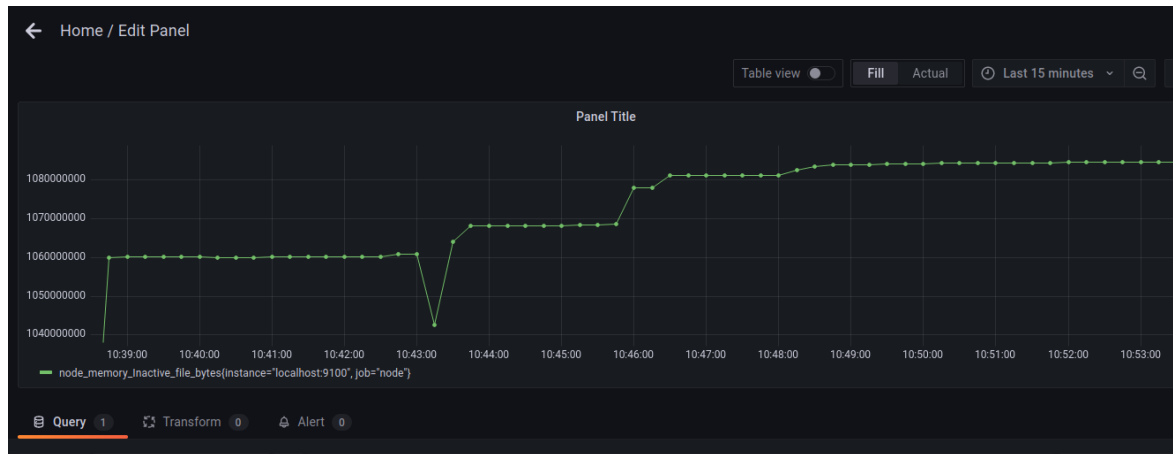 Home / Edit Panel
Table view Fill Actual Last 15 minutes
Panel Title
1080000000
1070000000
1060000000
1050000000
1040000000
10:39:00 10:40:00 10:41:00 10:42:00 10:43:00 10:44:00 10:45:00 10:46:00 10:47:00 10:48:00 10:49:00 10:50:00 10:51:00 10:52:00 10:53:00
node_memory_Inactive_file_bytes{instance="localhost:9100", job="node"}
Query 1 Transform 0 Alert 0